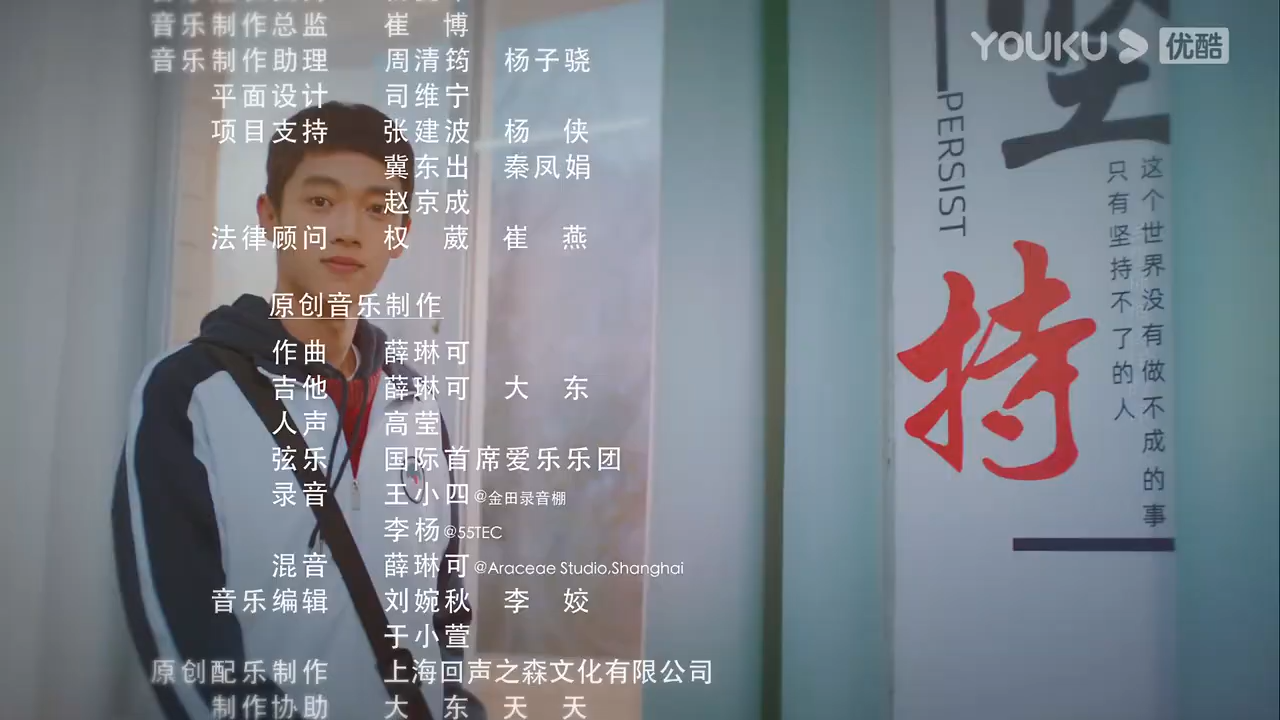 音乐制作总监 崔 博
音乐制作助理 周清筠 杨子骁
平面设计 司维宁
项目支持 张建波 杨 侠
冀东出 秦凤娟
赵京成
法律顾问 权 葳 崔 燕
原创音乐制作
作曲 薛琳可
吉他 薛琳可 大 东
人声 高莹
弦乐 国际首席爱乐乐团
录音 王小四@金田录音棚
李杨@55TEC
混音 薛琳可@Araceae Studio,Shanghai
音乐编辑 刘婉秋 李 姣
于小萱
原创配乐制作 上海回声之森文化有限公司
制作协助 大 东 天 天
YOUKU 优酷
坚
持
PERSIST
这个世界没有做不成的事
只有坚持不了的人